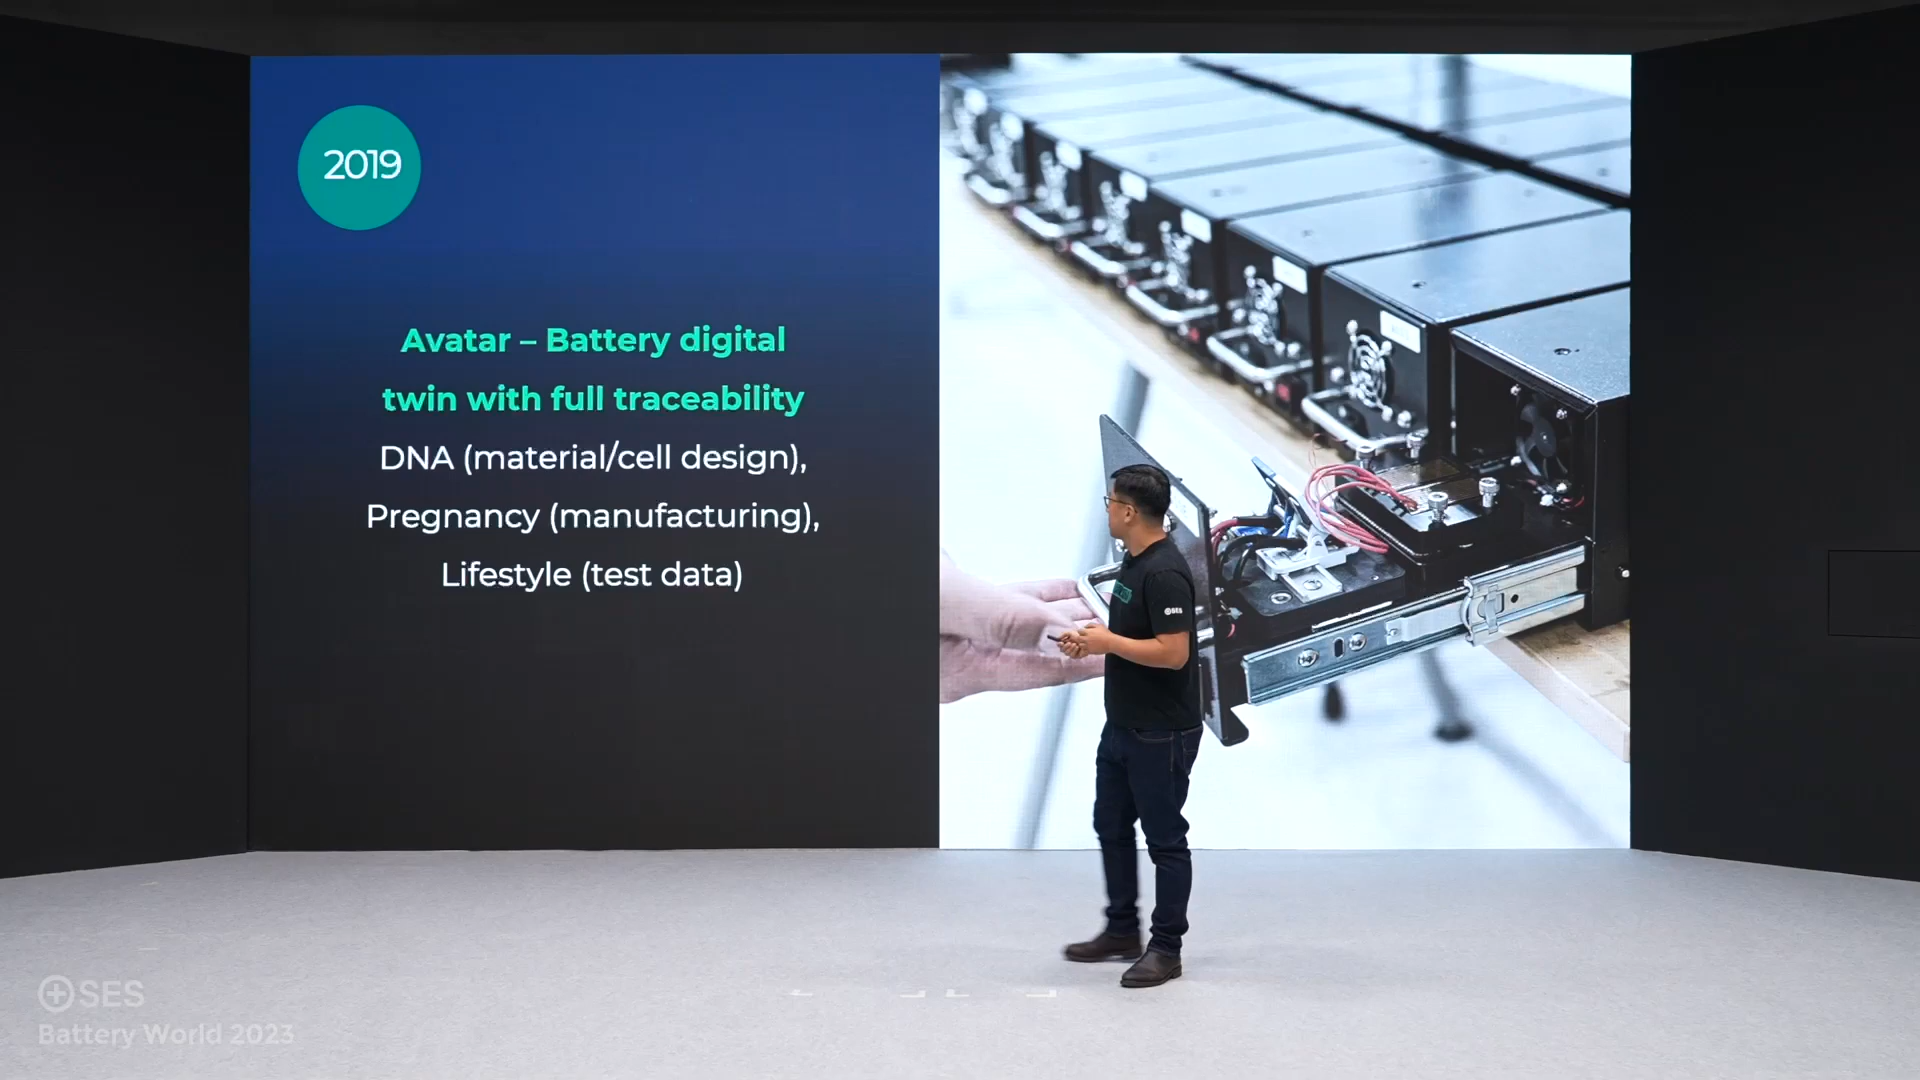 2019
Avatar – Battery digital
twin with full traceability
DNA (material/cell design),
Pregnancy (manufacturing),
Lifestyle (test data)
SES
SES
Battery World 2023